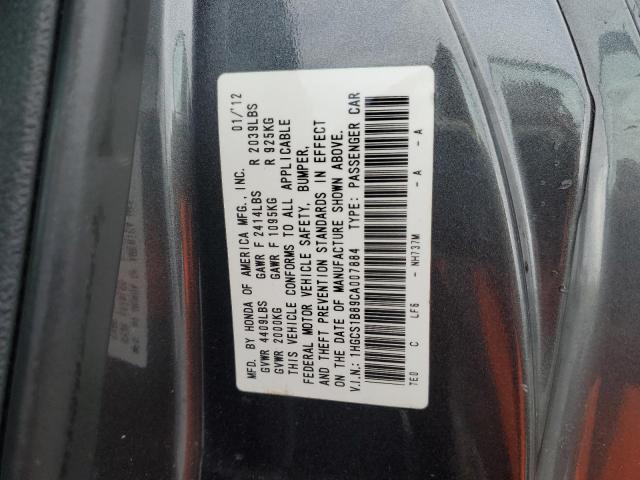 MFD. BY HONDA OF AMERICA MFG., INC. 01/'12
GVWR 4409LBS GAWR F 2414LBS R 2039LBS
GVWR 2000KG GAWR F 1095KG R 925KG
THIS VEHICLE CONFORMS TO ALL APPLICABLE
FEDERAL MOTOR VEHICLE SAFETY, BUMPER,
AND THEFT PREVENTION STANDARDS IN EFFECT
ON THE DATE OF MANUFACTURE SHOWN ABOVE.
V.I.N.: 1HGCS1B89CA007884 TYPE: PASSENGER CAR
TE0 C LF6 - NH737M - A - A